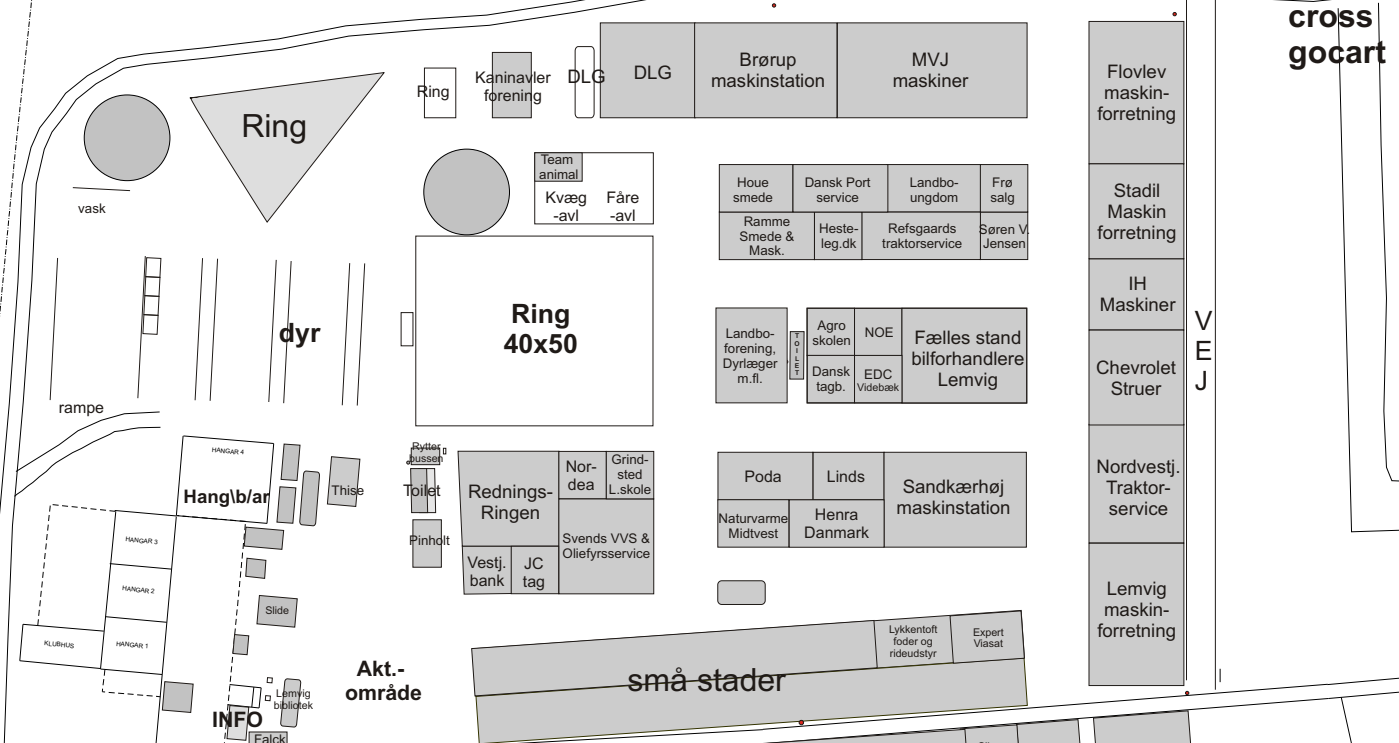 cross
gocart
Ring
Kaninavler
forening
DLG
DLG
Brørup
maskinstation
MVJ
maskiner
Flovlev
maskin-
forretning
Ring
vask
Team
animal
Kvæg
-avl
Fåre
-avl
Houe
smede
Dansk Port
service
Landbo-
ungdom
Frø
salg
Ramme
Smede &
Mask.
Heste-
leg.dk
Refsgaards
traktorservice
Søren V.
Jensen
Stadil
Maskin
forretning
IH
Maskiner
dyr
Ring
40x50
Landbo-
forening,
Dyrlæger
m.fl.
TOILET
Agro
skolen
NOE
Dansk
tagb.
EDC
Videbæk
Fælles stand
bilforhandlere
Lemvig
Chevrolet
Struer
V
E
J
rampe
HANGAR 4
Hang\b/ar
Thise
Rytter
bussen
Toilet
Pinholt
Rednings-
Ringen
Nor-
dea
Grind-
sted
L.skole
Svends VVS &
Oliefyrsservice
Vestj.
bank
JC
tag
Poda
Linds
Naturvarme
Midtvest
Henra
Danmark
Sandkærhøj
maskinstation
Nordvestj.
Traktor-
service
HANGAR 3
HANGAR 2
HANGAR 1
KLUBHUS
Slide
Lemvig
maskin-
forretning
Akt.-
område
Lemvig
bibliotek
INFO
Falck
små stader
Lykkentoft
foder og
rideudstyr
Expert
Viasat